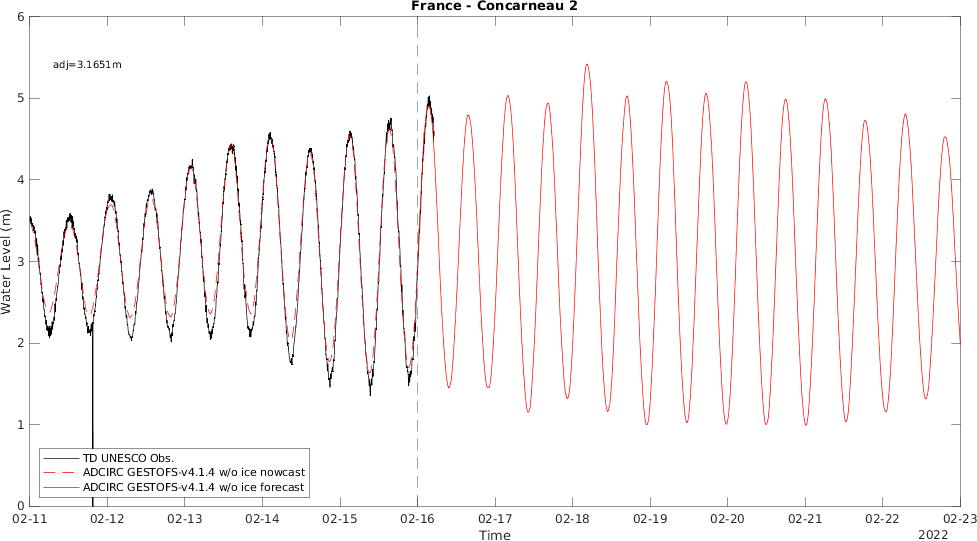 France - Concarneau 2
adj=3.1651m
Water Level (m)
6
5
4
3
2
1
0
TD UNESCO Obs.
ADCIRC GESTOFS-v4.1.4 w/o ice nowcast
ADCIRC GESTOFS-v4.1.4 w/o ice forecast
02-11 02-12 02-13 02-14 02-15 02-16 02-17 02-18 02-19 02-20 02-21 02-22 02-23
Time
2022